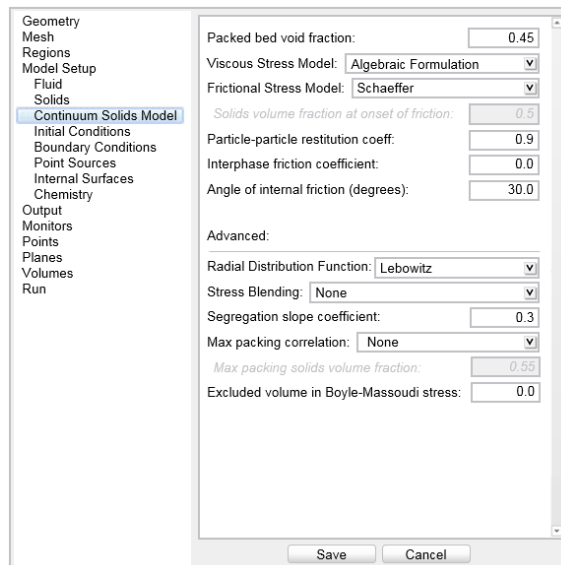 Geometry
Mesh
Regions
Model Setup
Fluid
Solids
Continuum Solids Model
Initial Conditions
Boundary Conditions
Point Sources
Internal Surfaces
Chemistry
Output
Monitors
Points
Planes
Volumes
Run
Packed bed void fraction: 0.45
Viscous Stress Model: Algebraic Formulation
Frictional Stress Model: Schaeffer
Solids volume fraction at onset of friction: 0.5
Particle-particle restitution coeff: 0.9
Interphase friction coefficient: 0.0
Angle of internal friction (degrees): 30.0
Advanced:
Radial Distribution Function: Lebowitz
Stress Blending: None
Segregation slope coefficient: 0.3
Max packing correlation: None
Max packing solids volume fraction: 0.55
Excluded volume in Boyle-Massoudi stress: 0.0
Save Cancel